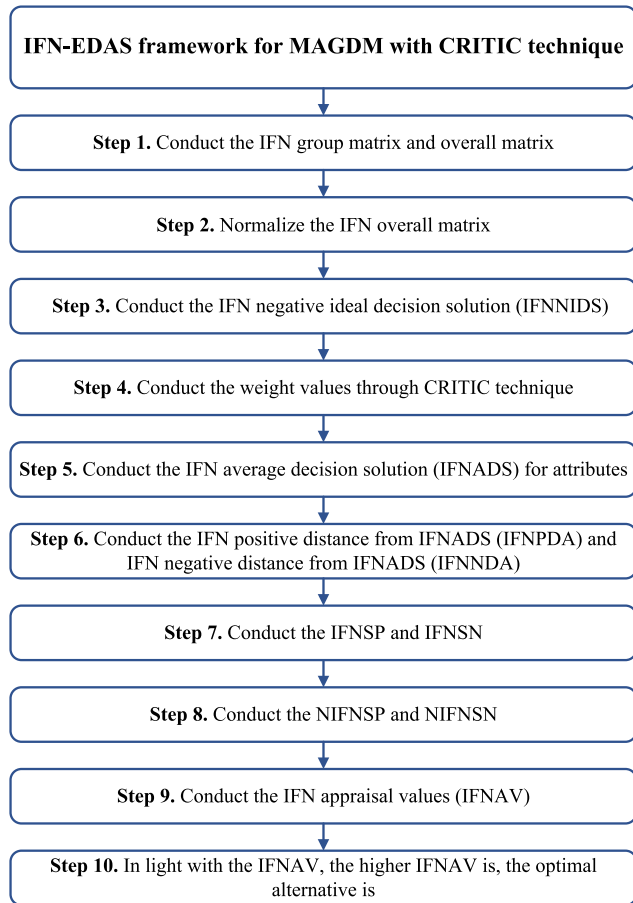 IFN-EDAS framework for MAGDM with CRITIC technique
Step 1. Conduct the IFN group matrix and overall matrix
Step 2. Normalize the IFN overall matrix
Step 3. Conduct the IFN negative ideal decision solution (IFNNIDS)
Step 4. Conduct the weight values through CRITIC technique
Step 5. Conduct the IFN average decision solution (IFNADS) for attributes
Step 6. Conduct the IFN positive distance from IFNADS (IFNPDA) and
IFN negative distance from IFNADS (IFNNDA)
Step 7. Conduct the IFNSP and IFNSN
Step 8. Conduct the NIFNSP and NIFNSN
Step 9. Conduct the IFN appraisal values (IFNAV)
Step 10. In light with the IFNAV, the higher IFNAV is, the optimal
alternative is